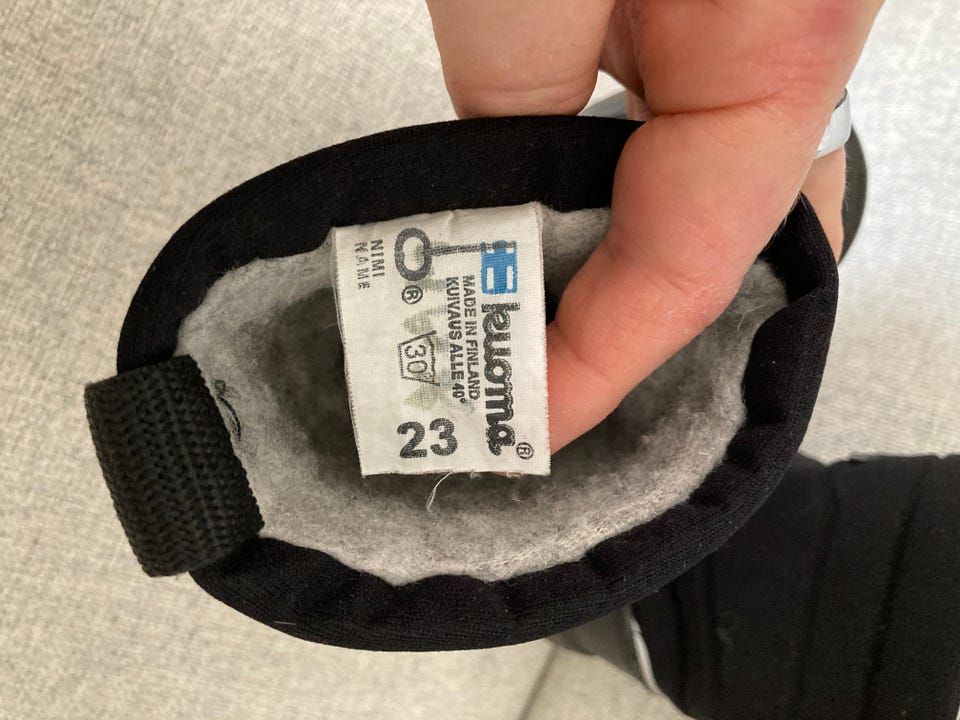 kuoma®
MADE IN FINLAND
KUIVAUS ALLE 40°
30°
®
NIMI
NAME
23